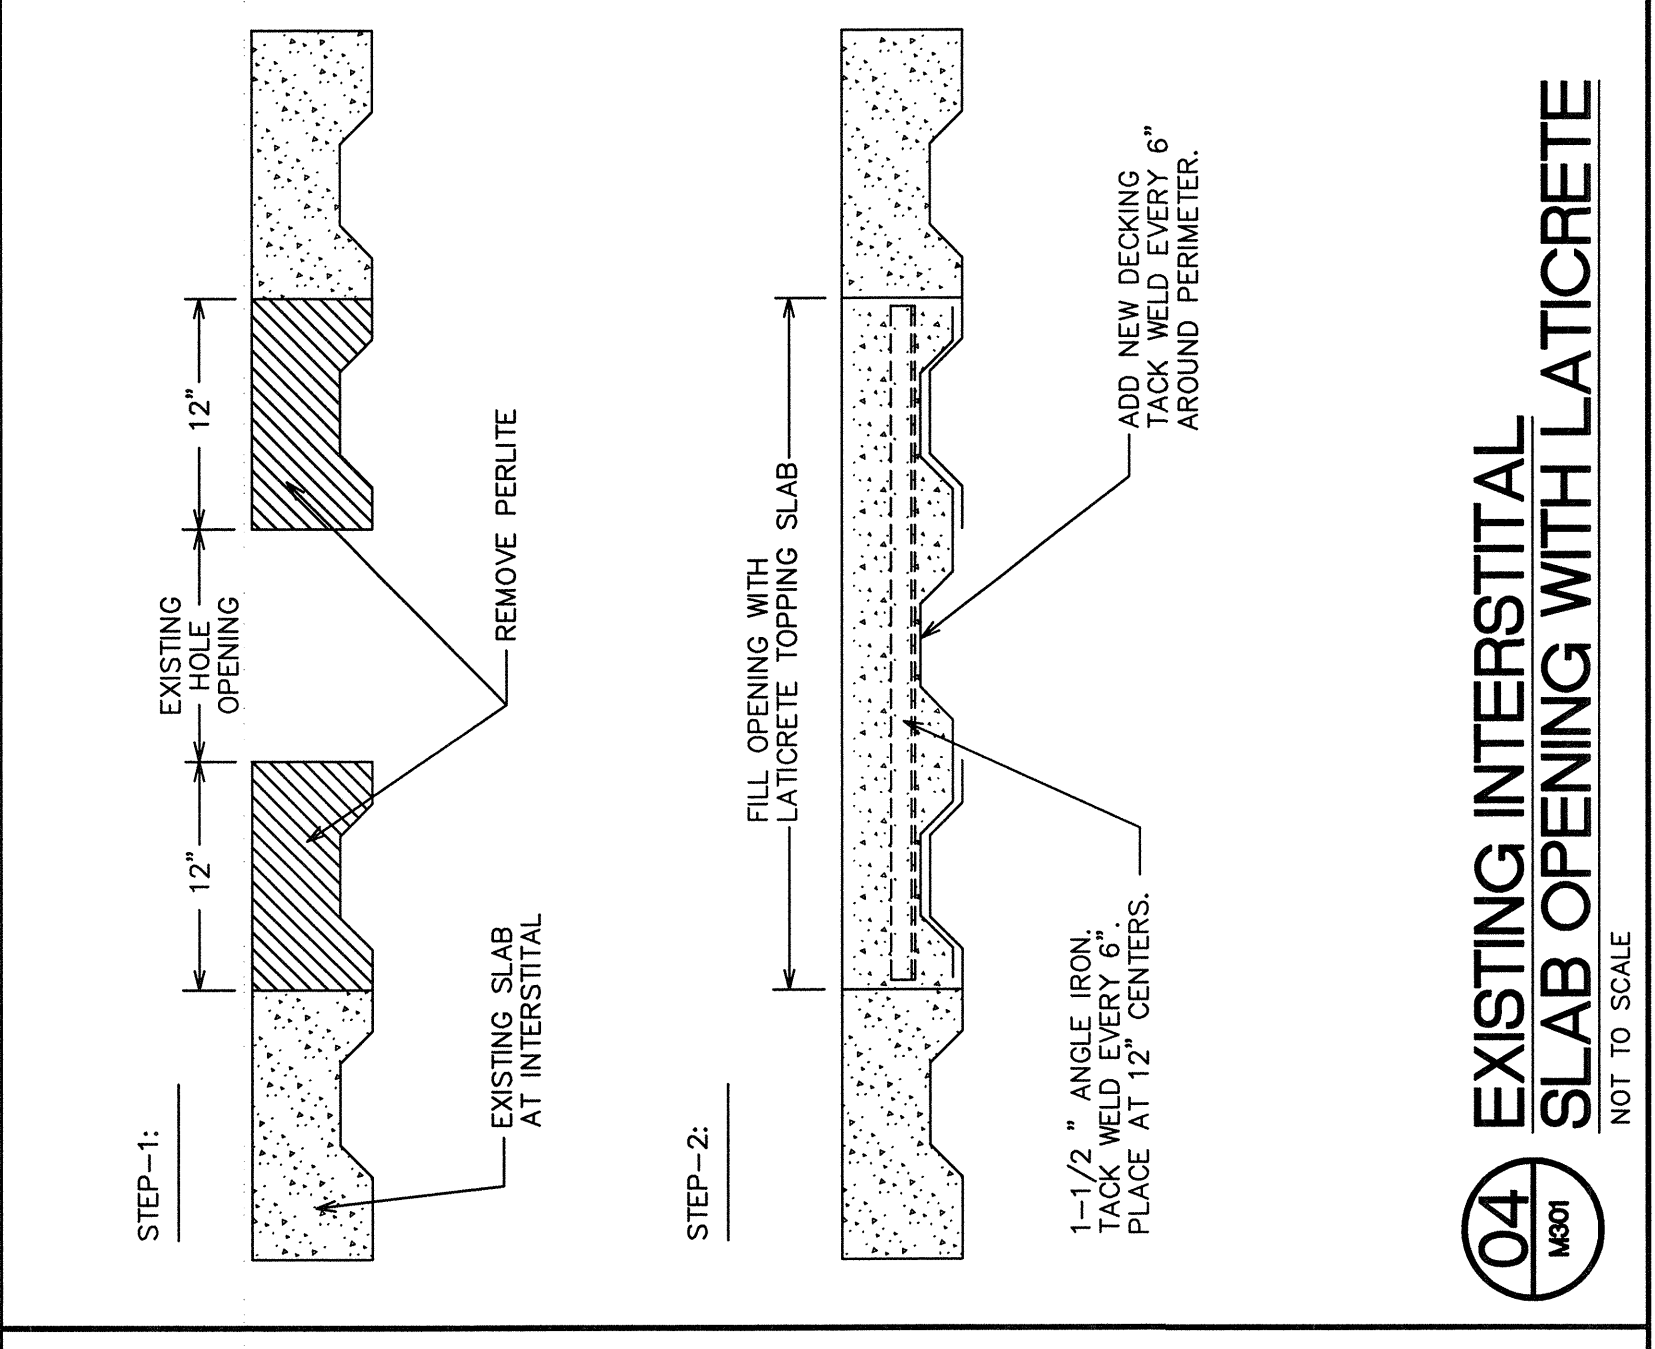 STEP-1:
12"
EXISTING
HOLE
OPENING
12"
EXISTING SLAB
AT INTERSTITAL
REMOVE PERLITE
STEP-2:
FILL OPENING WITH
LATICRETE TOPPING SLAB
1-1/2 " ANGLE IRON.
TACK WELD EVERY 6".
PLACE AT 12" CENTERS.
ADD NEW DECKING
TACK WELD EVERY 6"
AROUND PERIMETER.
04
M301
EXISTING INTERSTITAL
SLAB OPENING WITH LATICRETE
NOT TO SCALE